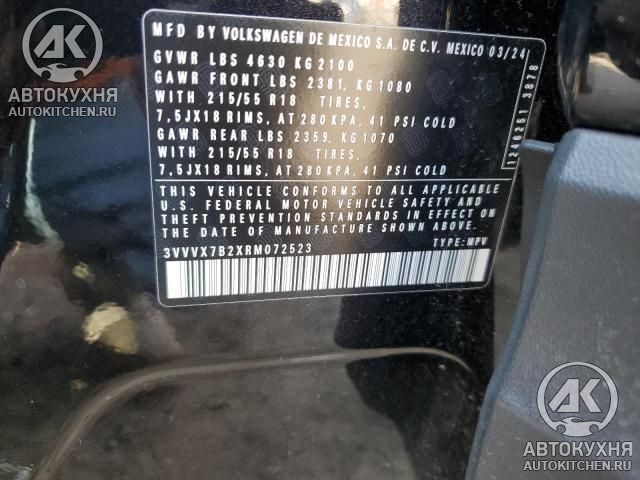 MFD BY VOLKSWAGEN DE MEXICO S.A. DE C.V. MEXICO 03/24
GVWR LBS 4630 KG 2100
GAWR FRONT LBS 2381, KG 1080
WITH 215/55 R18 TIRES,
7,5JX18 RIMS, AT 280 KPA, 41 PSI COLD
GAWR REAR LBS 2359, KG 1070
WITH 215/55 R18 TIRES,
7,5JX18 RIMS, AT 280 KPA, 41 PSI COLD
THIS VEHICLE CONFORMS TO ALL APPLICABLE
U.S. FEDERAL MOTOR VEHICLE SAFETY AND
THEFT PREVENTION STANDARDS IN EFFECT ON
THE DATE OF MANUFACTURE SHOWN ABOVE.
3VVVX7B2XRM072523 TYPE: MPV
1246251 3878
АК
АВТОКУХНЯ
AUTOKITCHEN.RU
АК
АВТОКУХНЯ
AUTOKITCHEN.RU